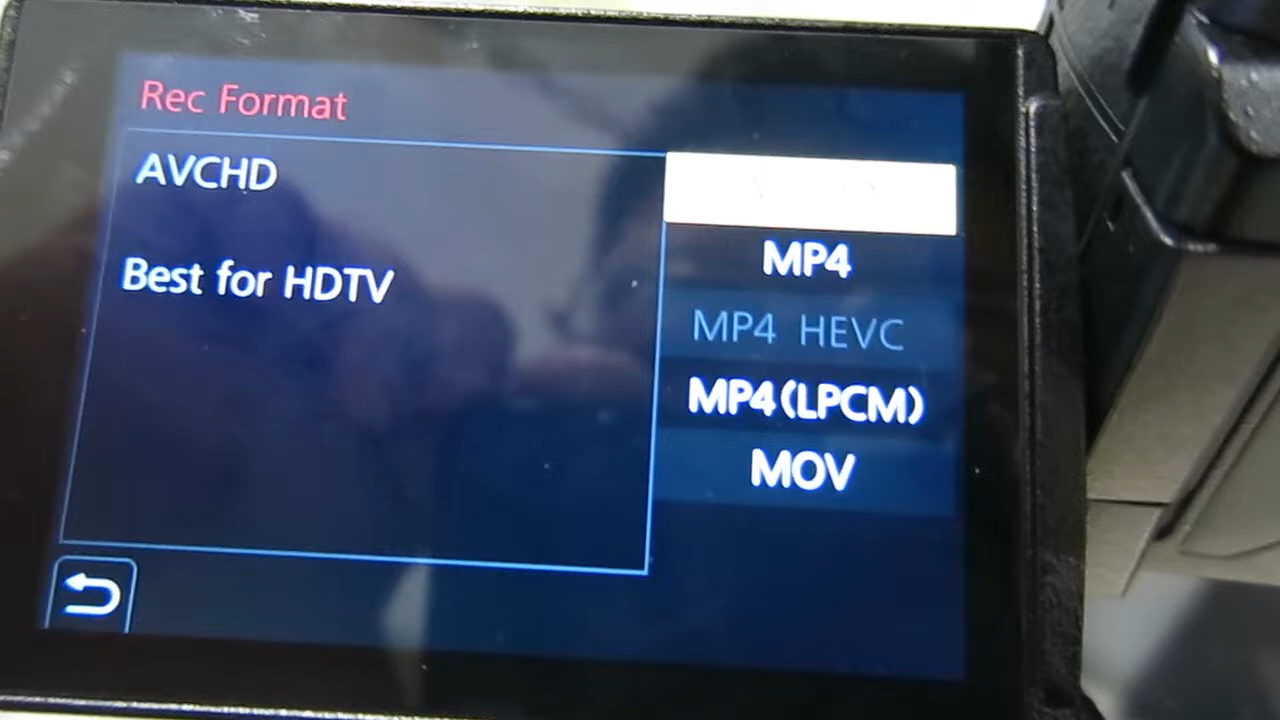 Rec Format
AVCHD
Best for HDTV
MP4
MP4 HEVC
MP4(LPCM)
MOV